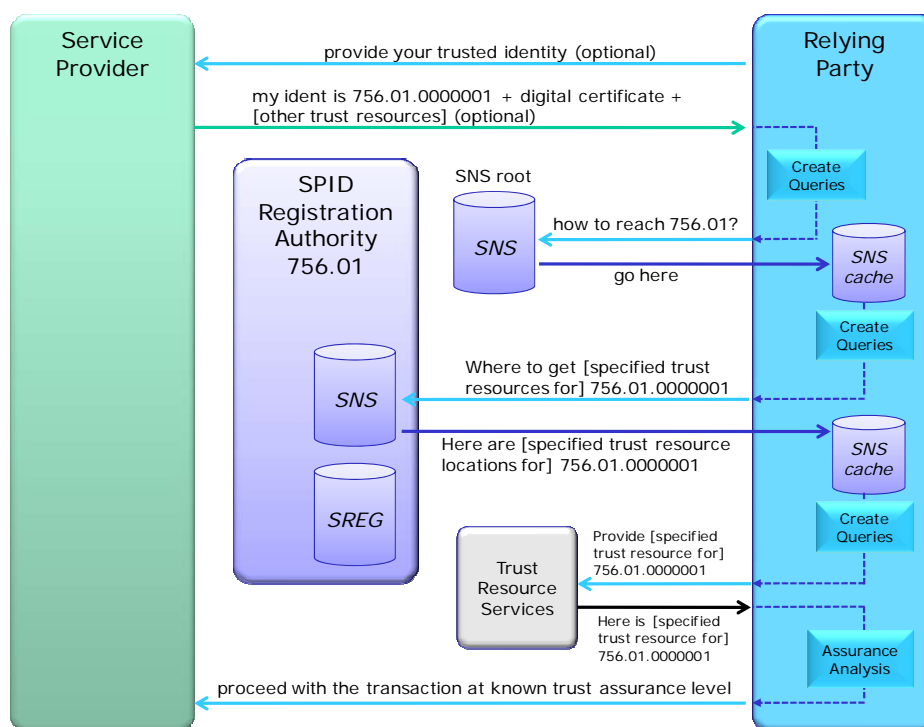 Service
Provider
Relying
Party
provide your trusted identity (optional)
my ident is 756.01.0000001 + digital certificate +
[other trust resources] (optional)
Create
Queries
SPID
Registration
Authority
756.01
SNS root
SNS
how to reach 756.01?
go here
SNS
cache
Create
Queries
Where to get [specified trust
resources for] 756.01.0000001
SNS
Here are [specified trust resource
locations for] 756.01.0000001
SNS
cache
SREG
Create
Queries
Provide [specified
trust resource for]
756.01.0000001
Trust
Resource
Services
Here is [specified
trust resource for]
756.01.0000001
Assurance
Analysis
proceed with the transaction at known trust assurance level